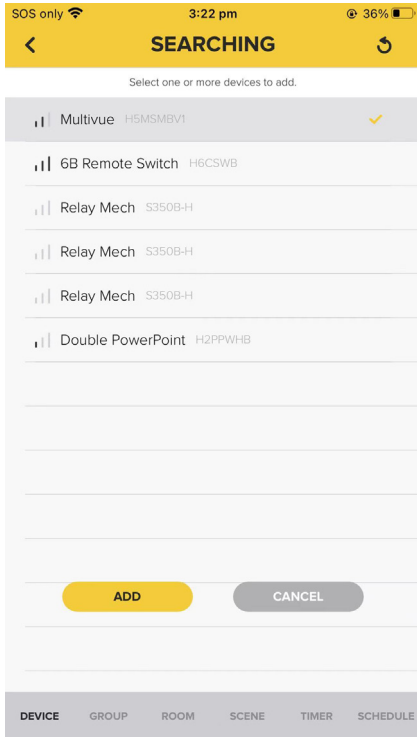 SOS only 3:22 pm 36%
SEARCHING
Select one or more devices to add.
Multivue H5MSMBV1
6B Remote Switch H6CSWB
Relay Mech S350B-H
Relay Mech S350B-H
Relay Mech S350B-H
Double PowerPoint H2PPWHB
ADD CANCEL
DEVICE GROUP ROOM SCENE TIMER SCHEDULE